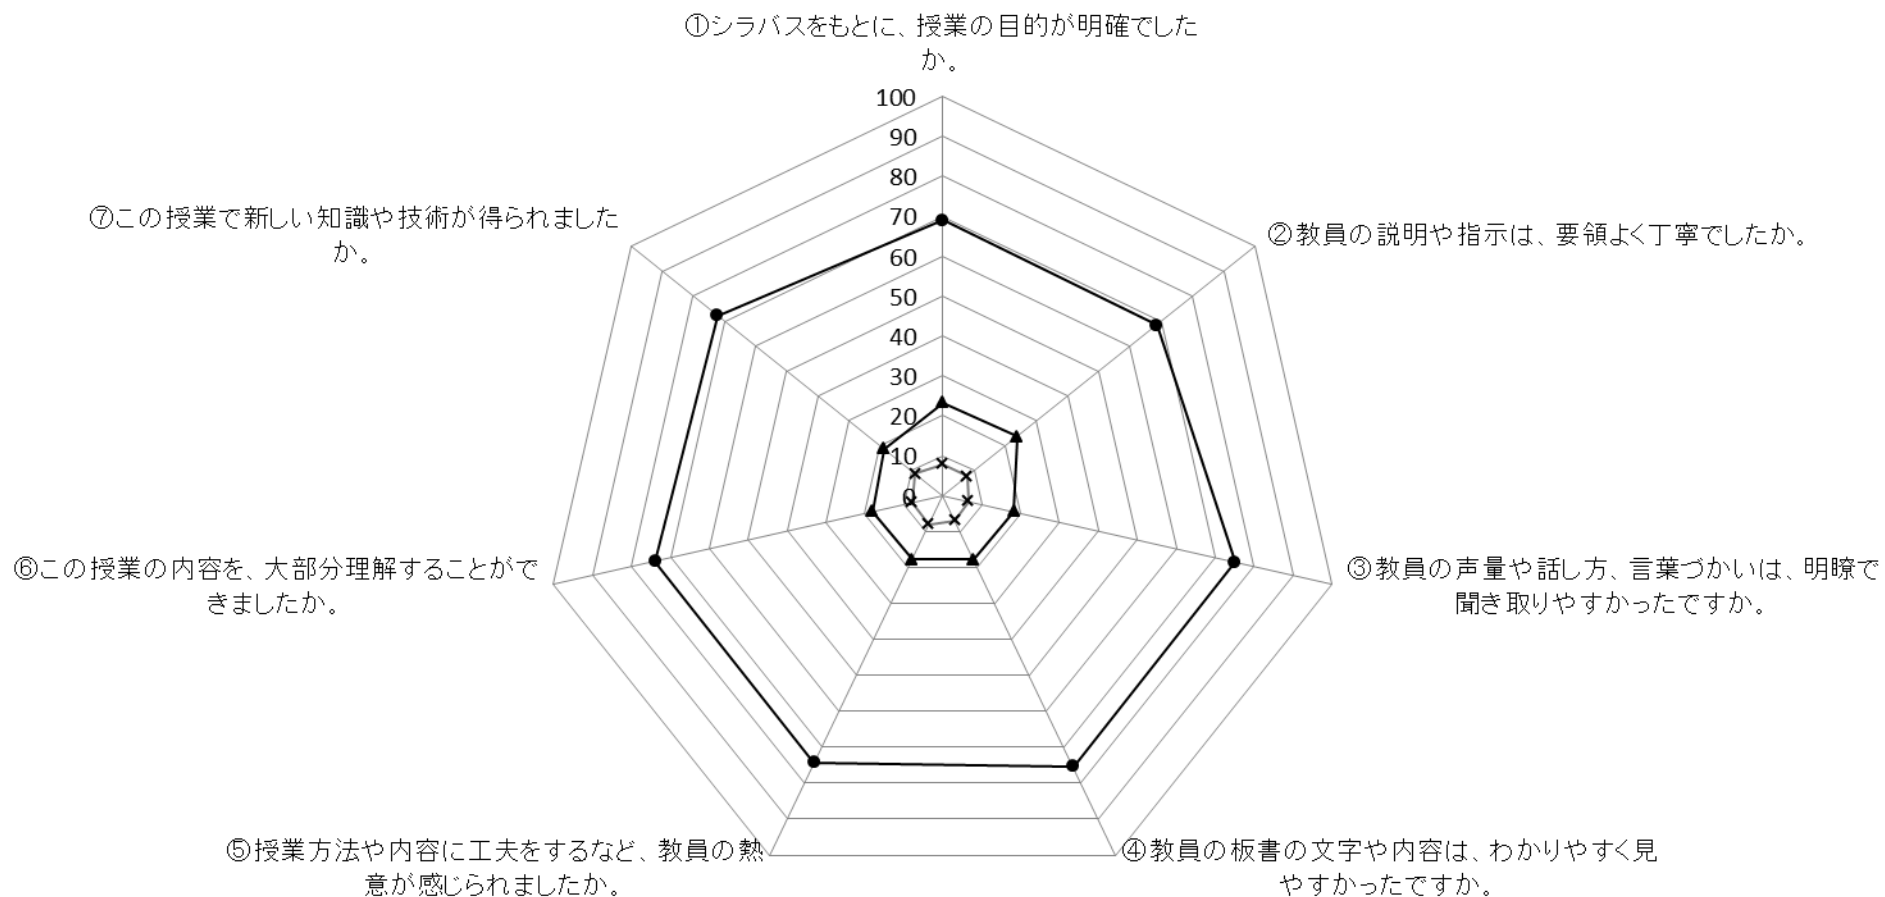 ①シラバスをもとに、授業の目的が明確でした
か。
100
90
80
70
60
50
40
30
20
10
0
②教員の説明や指示は、要領よく丁寧でしたか。
③教員の声量や話し方、言葉づかいは、明瞭で
聞き取りやすかったですか。
④教員の板書の文字や内容は、わかりやすく見
やすかったですか。
⑤授業方法や内容に工夫をするなど、教員の熱
意が感じられましたか。
⑥この授業の内容を、大部分理解することがで
きましたか。
⑦この授業で新しい知識や技術が得られました
か。